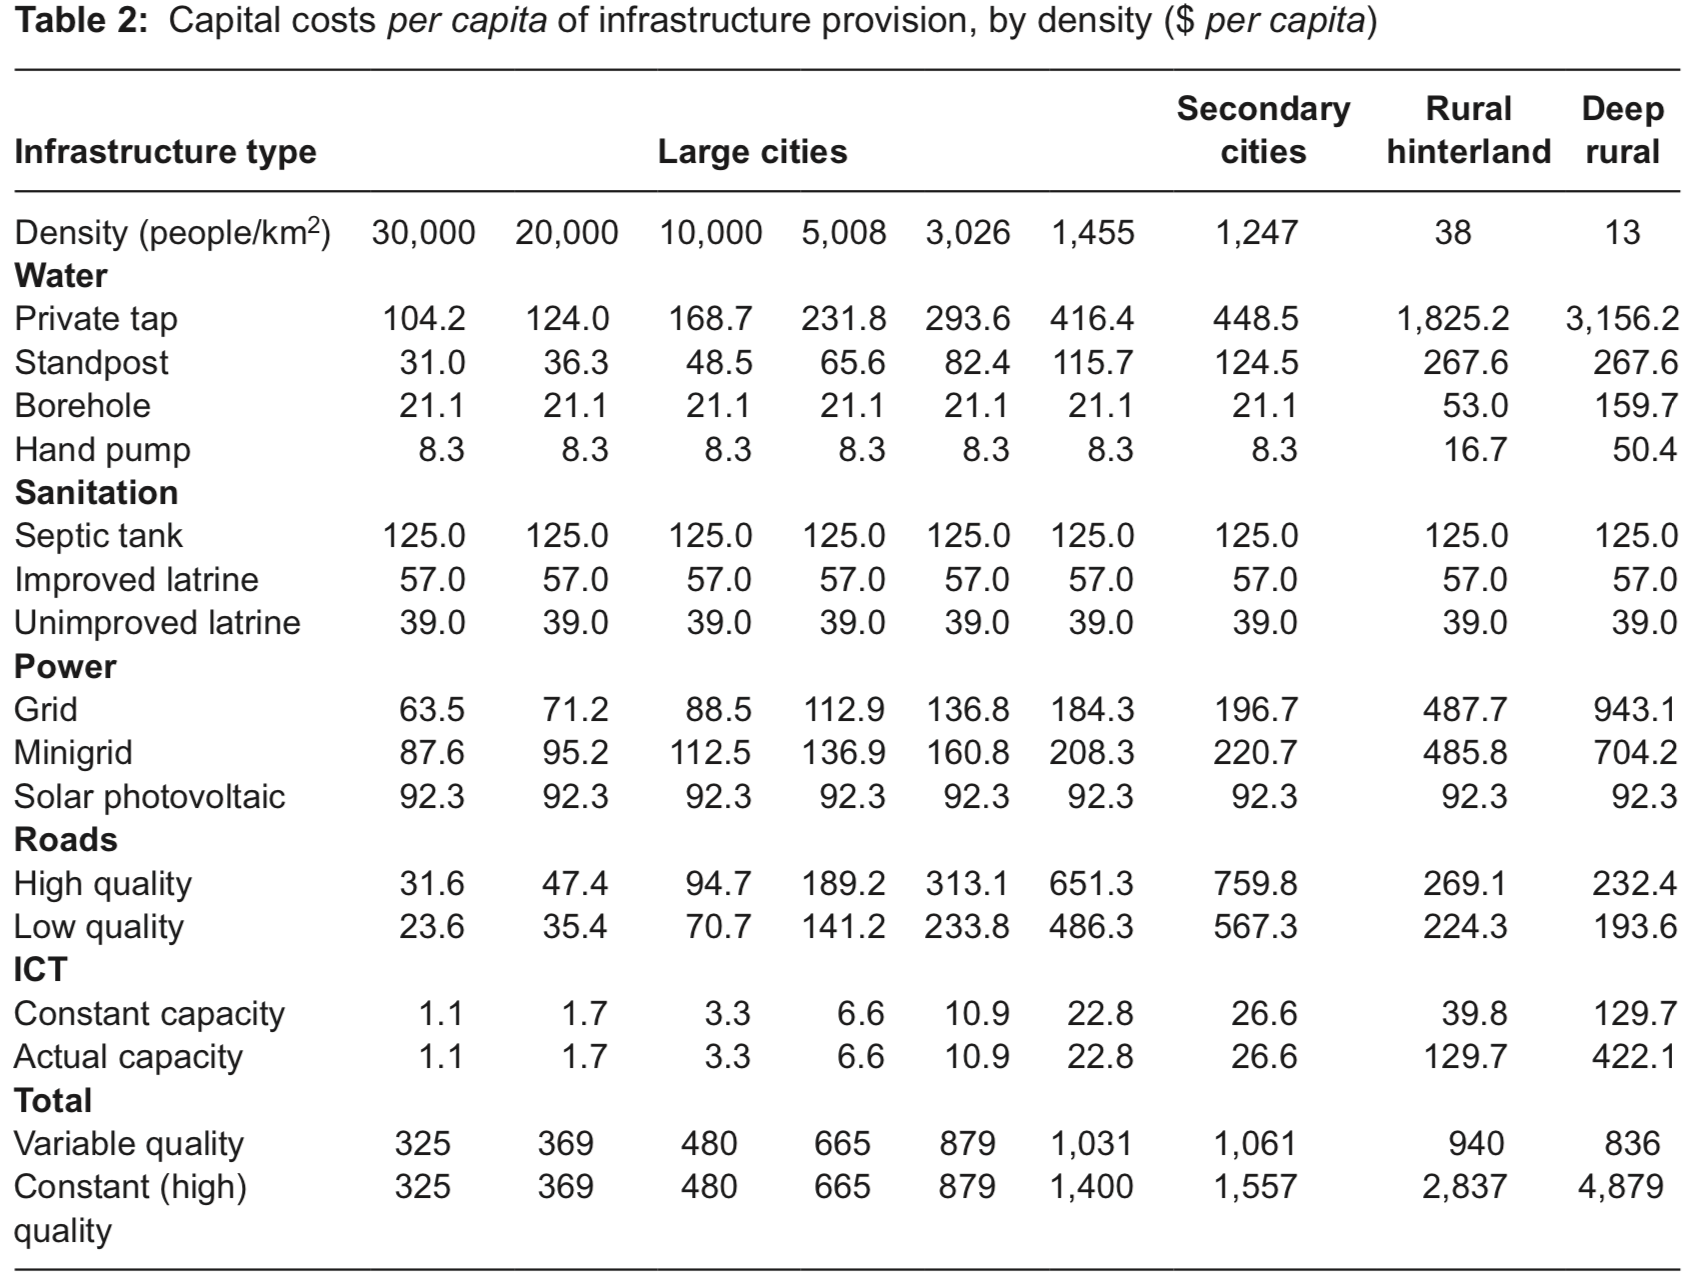 Table 2: Capital costs per capita of infrastructure provision, by density ($ per capita)
Secondary Rural Deep
Infrastructure type Large cities cities hinterland rural
Density (people/km²) 30,000 20,000 10,000 5,008 3,026 1,455 1,247 38 13
Water
Private tap 104.2 124.0 168.7 231.8 293.6 416.4 448.5 1,825.2 3,156.2
Standpost 31.0 36.3 48.5 65.6 82.4 115.7 124.5 267.6 267.6
Borehole 21.1 21.1 21.1 21.1 21.1 21.1 21.1 53.0 159.7
Hand pump 8.3 8.3 8.3 8.3 8.3 8.3 8.3 16.7 50.4
Sanitation
Septic tank 125.0 125.0 125.0 125.0 125.0 125.0 125.0 125.0 125.0
Improved latrine 57.0 57.0 57.0 57.0 57.0 57.0 57.0 57.0 57.0
Unimproved latrine 39.0 39.0 39.0 39.0 39.0 39.0 39.0 39.0 39.0
Power
Grid 63.5 71.2 88.5 112.9 136.8 184.3 196.7 487.7 943.1
Minigrid 87.6 95.2 112.5 136.9 160.8 208.3 220.7 485.8 704.2
Solar photovoltaic 92.3 92.3 92.3 92.3 92.3 92.3 92.3 92.3 92.3
Roads
High quality 31.6 47.4 94.7 189.2 313.1 651.3 759.8 269.1 232.4
Low quality 23.6 35.4 70.7 141.2 233.8 486.3 567.3 224.3 193.6
ICT
Constant capacity 1.1 1.7 3.3 6.6 10.9 22.8 26.6 39.8 129.7
Actual capacity 1.1 1.7 3.3 6.6 10.9 22.8 26.6 129.7 422.1
Total
Variable quality 325 369 480 665 879 1,031 1,061 940 836
Constant (high) 325 369 480 665 879 1,400 1,557 2,837 4,879
quality